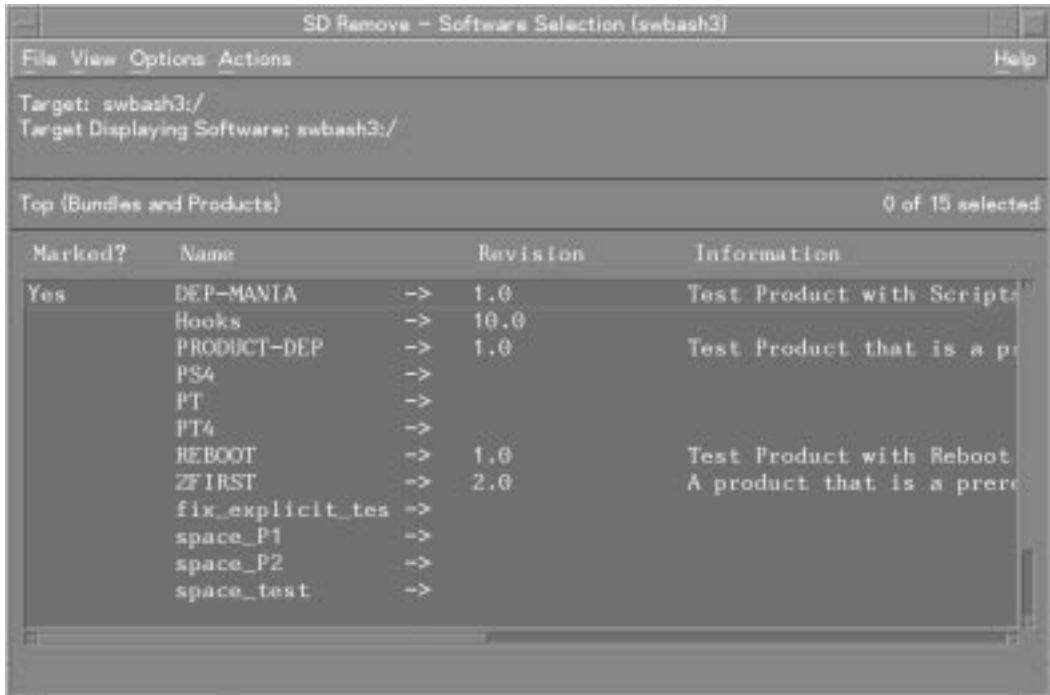 SD Remove - Software Selection (swbash3)
File View Options Actions Help
Target: swbash3:/
Target Displaying Software: swbash3:/
Top (Bundles and Products) 0 of 15 selected
Marked? Name Revision Information
Yes DEP-MANIA -> 1.0 Test Product with Scripts
Hooks -> 10.0
PRODUCT-DEP -> 1.0 Test Product that is a
PS4 ->
PT ->
PT4 ->
REBOOT -> 1.0 Test Product with Reboot
ZFIRST -> 2.0 A product that is a
fix_explicit_tes ->
space_P1 ->
space_P2 ->
space_test ->